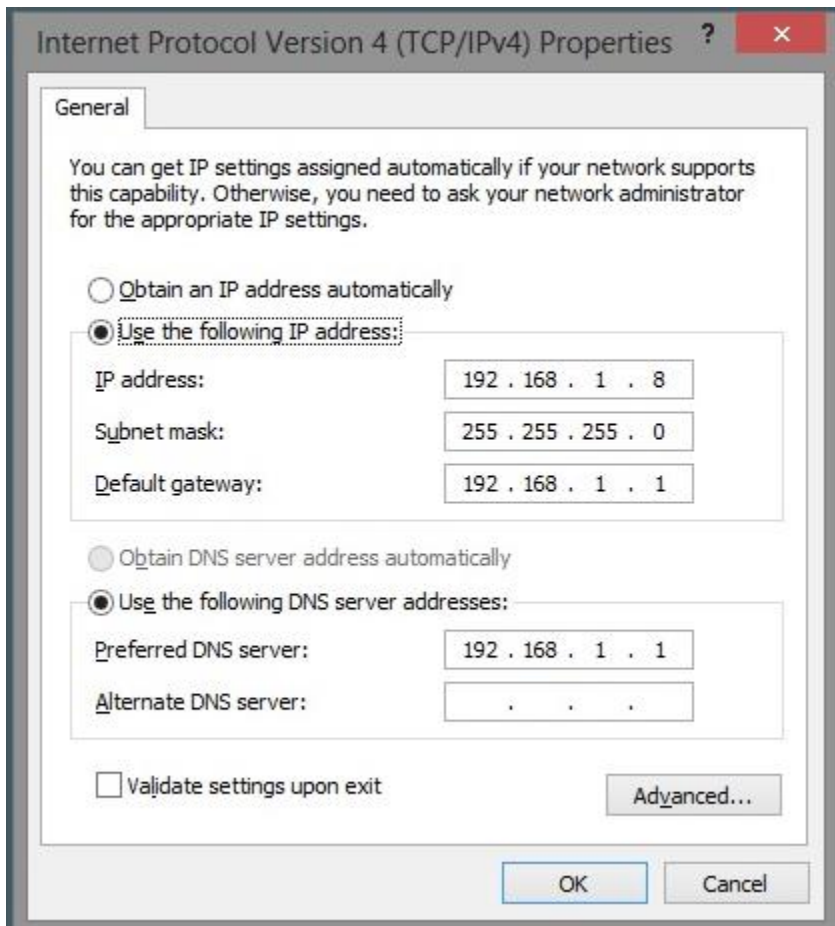 Internet Protocol Version 4 (TCP/IPv4) Properties ?
General
You can get IP settings assigned automatically if your network supports
this capability. Otherwise, you need to ask your network administrator
for the appropriate IP settings.
Obtain an IP address automatically
Use the following IP address:
IP address: 192 . 168 . 1 . 8
Subnet mask: 255 . 255 . 255 . 0
Default gateway: 192 . 168 . 1 . 1
Obtain DNS server address automatically
Use the following DNS server addresses:
Preferred DNS server: 192 . 168 . 1 . 1
Alternate DNS server: . . .
Validate settings upon exit
Advanced...
OK Cancel